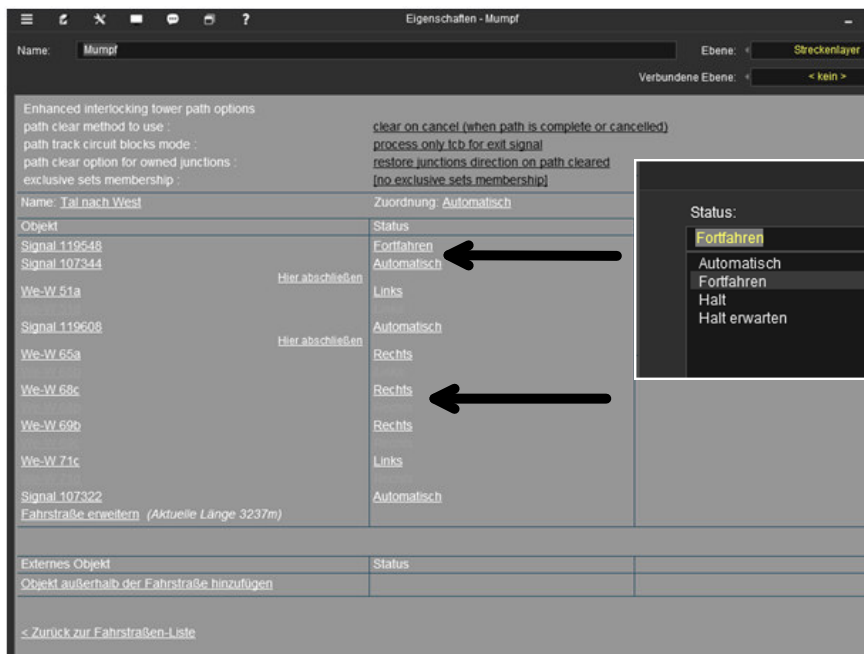 ?
Eigenschaften - Mumpf
Name: Mumpf
Ebene: Streckenlayer
Verbundene Ebene: < kein >
Enhanced interlocking tower path options
path clear method to use : clear on cancel (when path is complete or cancelled)
path track circuit blocks mode : process only tcb for exit signal
path clear option for owned junctions : restore junctions direction on path cleared
exclusive sets membership : [no exclusive sets membership]
Name: Tal nach West Zuordnung: Automatisch
Objekt Status
Signal 119548 Fortfahren
Signal 107344 Automatisch
Hier abschließen
We-W 51a Links
Signal 119608 Automatisch
Hier abschließen
We-W 65a Rechts
We-W 68c Rechts
We-W 69b Rechts
We-W 71c Links
Signal 107322 Automatisch
Fahrstraße erweitern (Aktuelle Länge 3237m)
Externes Objekt Status
Objekt außerhalb der Fahrstraße hinzufügen
< Zurück zur Fahrstraßen-Liste
Status:
Fortfahren
Automatisch
Fortfahren
Halt
Halt erwarten